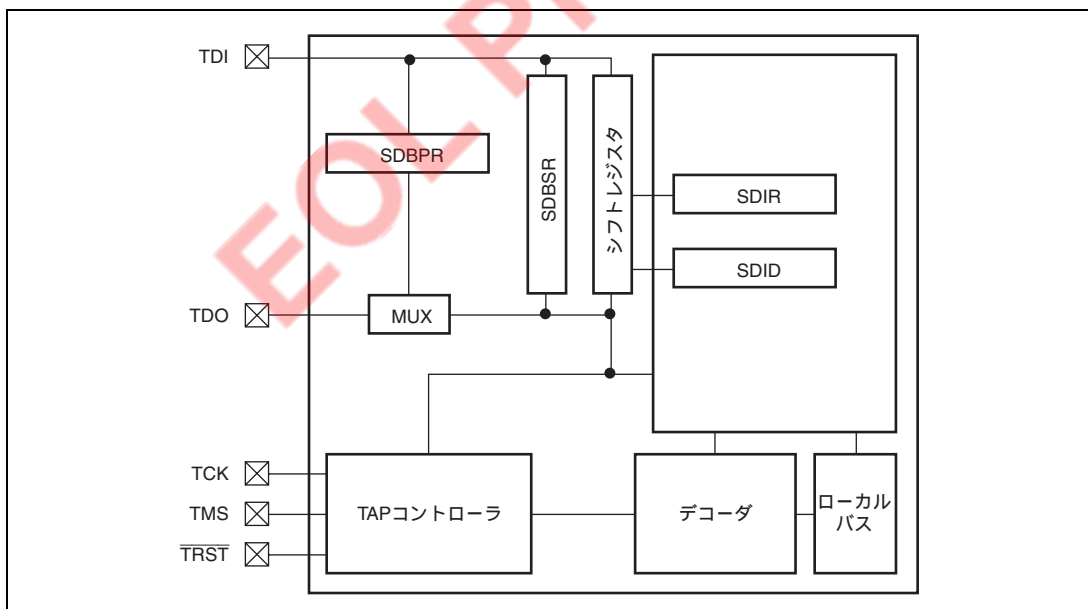 TDI
SDBPR
SDBSR
シフトレジスタ
SDIR
SDID
TDO
MUX
TCK
TMS
TRST
TAPコントローラ
デコーダ
ローカル
バス
EOL P